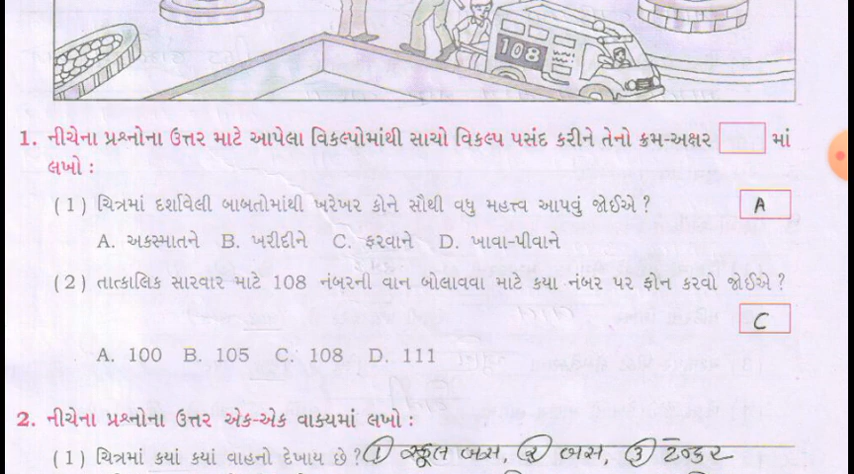 108
1. નીચેના પ્રશ્નોના ઉત્તર માટે આપેલા વિકલ્પોમાંથી સાચો વિકલ્પ પસંદ કરીને તેનો ક્રમ-અક્ષર માં
લખો :
(1) ચિત્રમાં દર્શાવેલી બાબતોમાંથી ખરેખર કોને સૌથી વધુ મહત્ત્વ આપવું જોઈએ ? A
A. અકસ્માતને B. ખરીદીને C. ફરવાને D. ખાવા-પીવાને
(2) તાત્કાલિક સારવાર માટે 108 નંબરની વાન બોલાવવા માટે કયા નંબર પર ફોન કરવો જોઈએ ?
C
A. 100 B. 105 C. 108 D. 111
2. નીચેના પ્રશ્નોના ઉત્તર એક-એક વાક્યમાં લખો :
(1) ચિત્રમાં કયાં કયાં વાહનો દેખાય છે ? ① સ્કૂલ બસ, ② બસ, ③